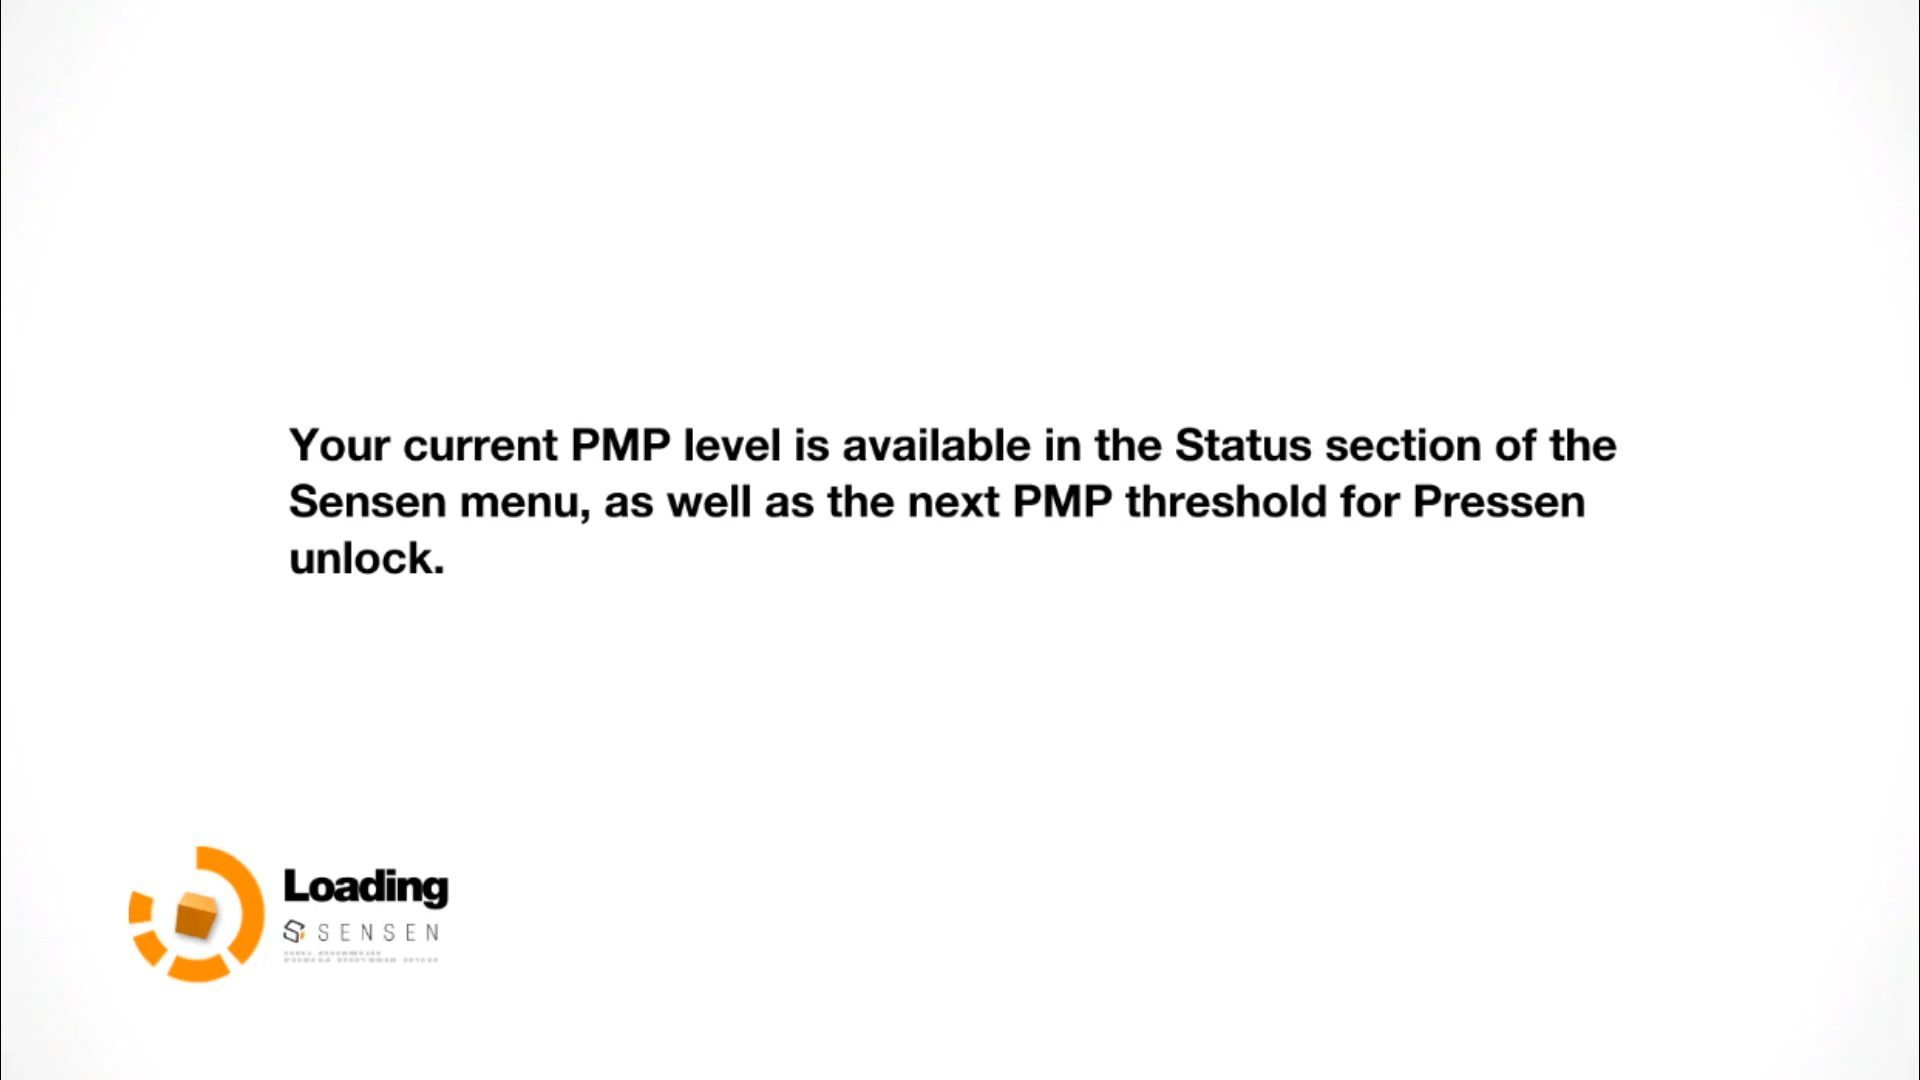 Your current PMP level is available in the Status section of the
Sensen menu, as well as the next PMP threshold for Pressen
unlock.
Loading
SENSEN